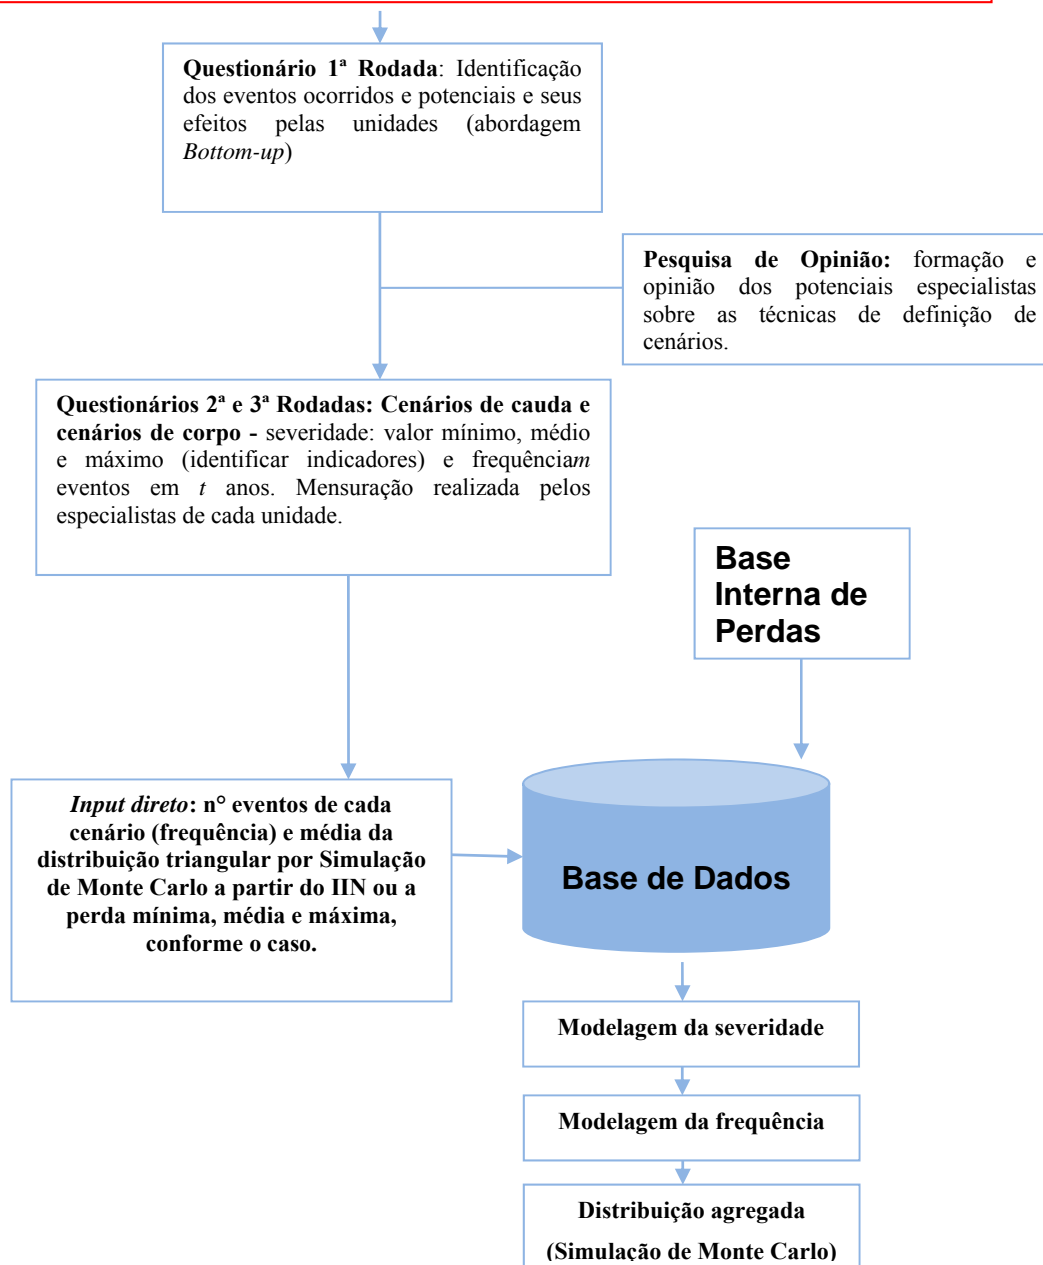 Questionário 1ª Rodada: Identificação
dos eventos ocorridos e potenciais e seus
efeitos pelas unidades (abordagem
Bottom-up)
Pesquisa de Opinião: formação e
opinião dos potenciais especialistas
sobre as técnicas de definição de
cenários.
Questionários 2ª e 3ª Rodadas: Cenários de cauda e
cenários de corpo - severidade: valor mínimo, médio
e máximo (identificar indicadores) e frequênciam
eventos em t anos. Mensuração realizada pelos
especialistas de cada unidade.
Base
Interna de
Perdas
Input direto: n° eventos de cada
cenário (frequência) e média da
distribuição triangular por Simulação
de Monte Carlo a partir do IIN ou a
perda mínima, média e máxima,
conforme o caso.
Base de Dados
Modelagem da severidade
Modelagem da frequência
Distribuição agregada
(Simulação de Monte Carlo)